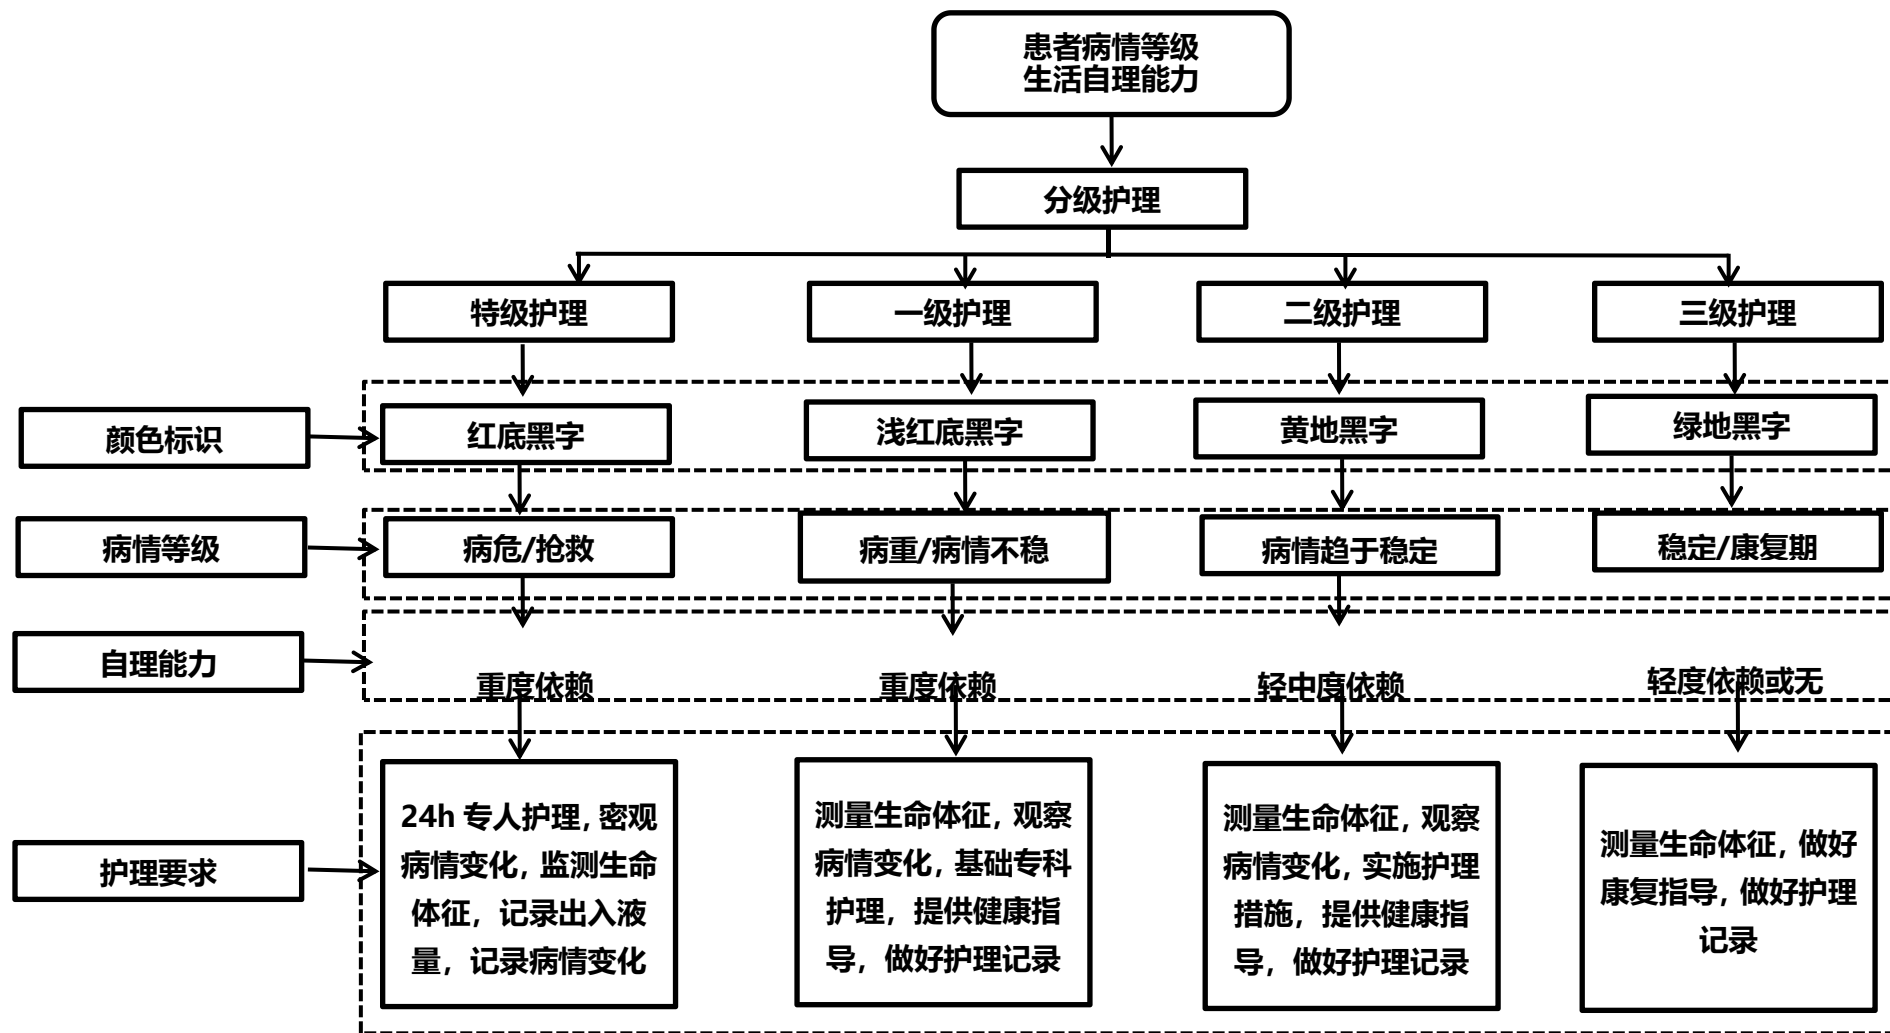 患者病情等级
生活自理能力
分级护理
特级护理
一级护理
二级护理
三级护理
颜色标识
红底黑字
浅红底黑字
黄地黑字
绿地黑字
病情等级
病危/抢救
病重/病情不稳
病情趋于稳定
稳定/康复期
自理能力
重度依赖
重度依赖
轻中度依赖
轻度依赖或无
护理要求
24h 专人护理，密观
病情变化，监测生命
体征，记录出入液
量，记录病情变化
测量生命体征，观察
病情变化，基础专科
护理，提供健康指
导，做好护理记录
测量生命体征，观察
病情变化，实施护理
措施，提供健康指
导，做好护理记录
测量生命体征，做好
康复指导，做好护理
记录